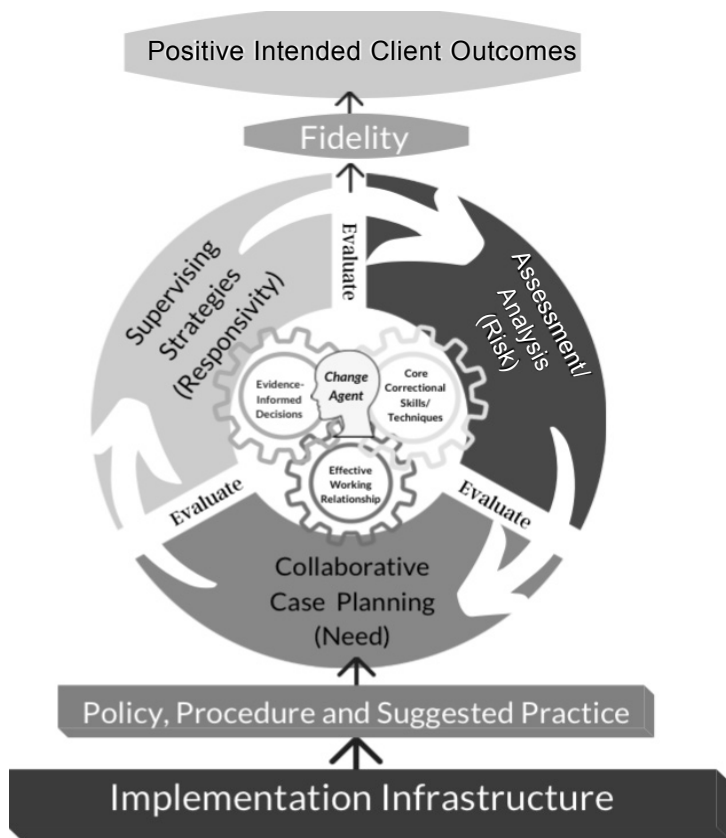 Positive Intended Client Outcomes
Fidelity
Evaluate
Supervising
Strategies
(Responsivity)
Assessment/
Analysis
(Risk)
Evidence-
Informed
Decisions
Change
Agent
Core
Correctional
Skills/
Techniques
Effective
Working
Relationship
Evaluate
Evaluate
Collaborative
Case Planning
(Need)
Policy, Procedure and Suggested Practice
Implementation Infrastructure